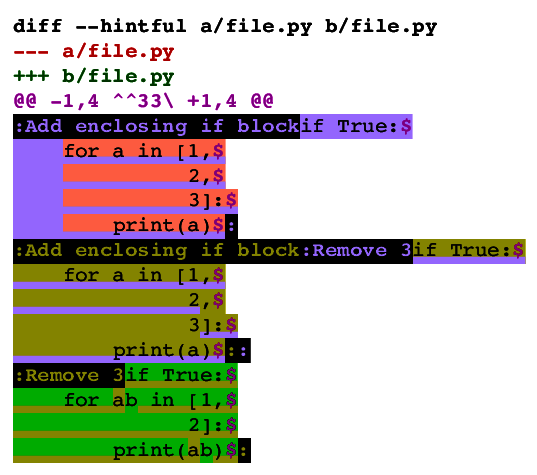 diff --hintful a/file.py b/file.py
--- a/file.py
+++ b/file.py
@@ -1,4 ^^33\ +1,4 @@
:Add enclosing if blockif True:$
    for a in [1,$
              2,$
              3]:$
        print(a)$:
:Add enclosing if block:Remove 3if True:$
    for a in [1,$
              2,$
              3]:$
        print(a)$::
:Remove 3if True:$
    for ab in [1,$
              2]:$
        print(ab)$: